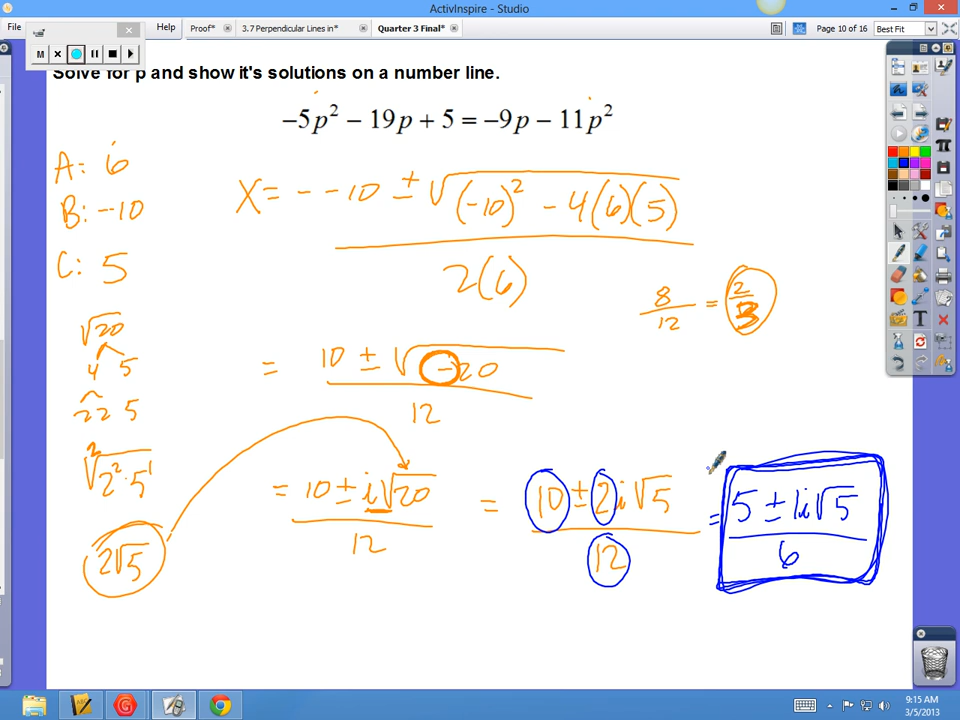 ActivInspire - Studio
File
Help
Proof*
3.7 Perpendicular Lines in*
Quarter 3 Final*
Page 10 of 16
Best Fit
M
Solve for p and show it's solutions on a number line.
−5p² − 19p + 5 = −9p − 11p²
A: 6
B: -10
C: 5
X = - -10 ± √(-10)² - 4(6)(5)
2(6)
8/12 = 2/3
√20
4 5
2 2 5
²√2² · 5¹
2√5
= 10 ± √-20
12
= 10 ± i√20
12
= 10 ± 2i√5
12
= 5 ± 1i√5
6
9:15 AM
3/5/2013